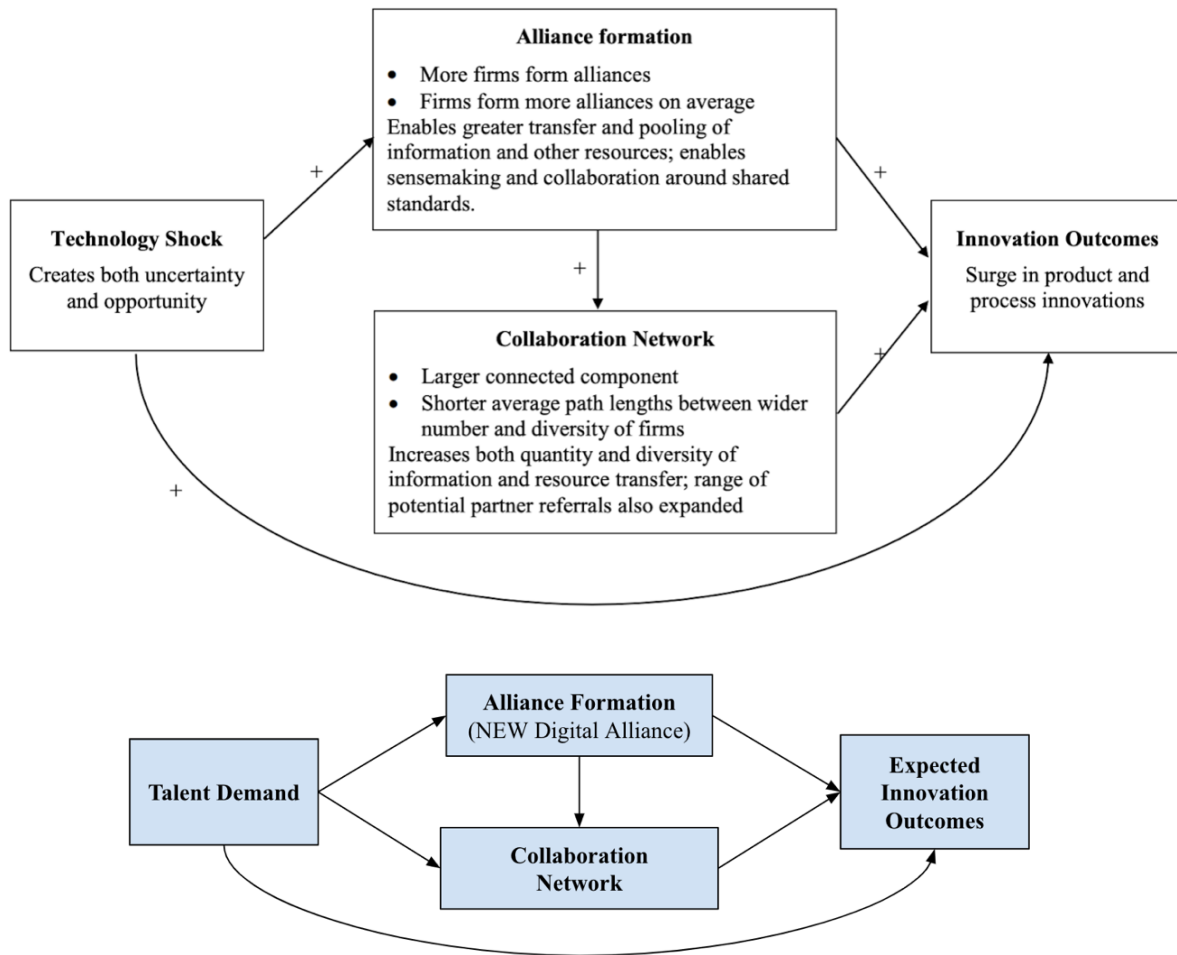 Alliance formation
• More firms form alliances
• Firms form more alliances on average
Enables greater transfer and pooling of
information and other resources; enables
sensemaking and collaboration around shared
standards.
+
+
Technology Shock
Creates both uncertainty
and opportunity
Innovation Outcomes
Surge in product and
process innovations
+
Collaboration Network
• Larger connected component
• Shorter average path lengths between wider
number and diversity of firms
Increases both quantity and diversity of
information and resource transfer; range of
potential partner referrals also expanded
+
+
Alliance Formation
(NEW Digital Alliance)
Talent Demand
Expected
Innovation
Outcomes
Collaboration
Network